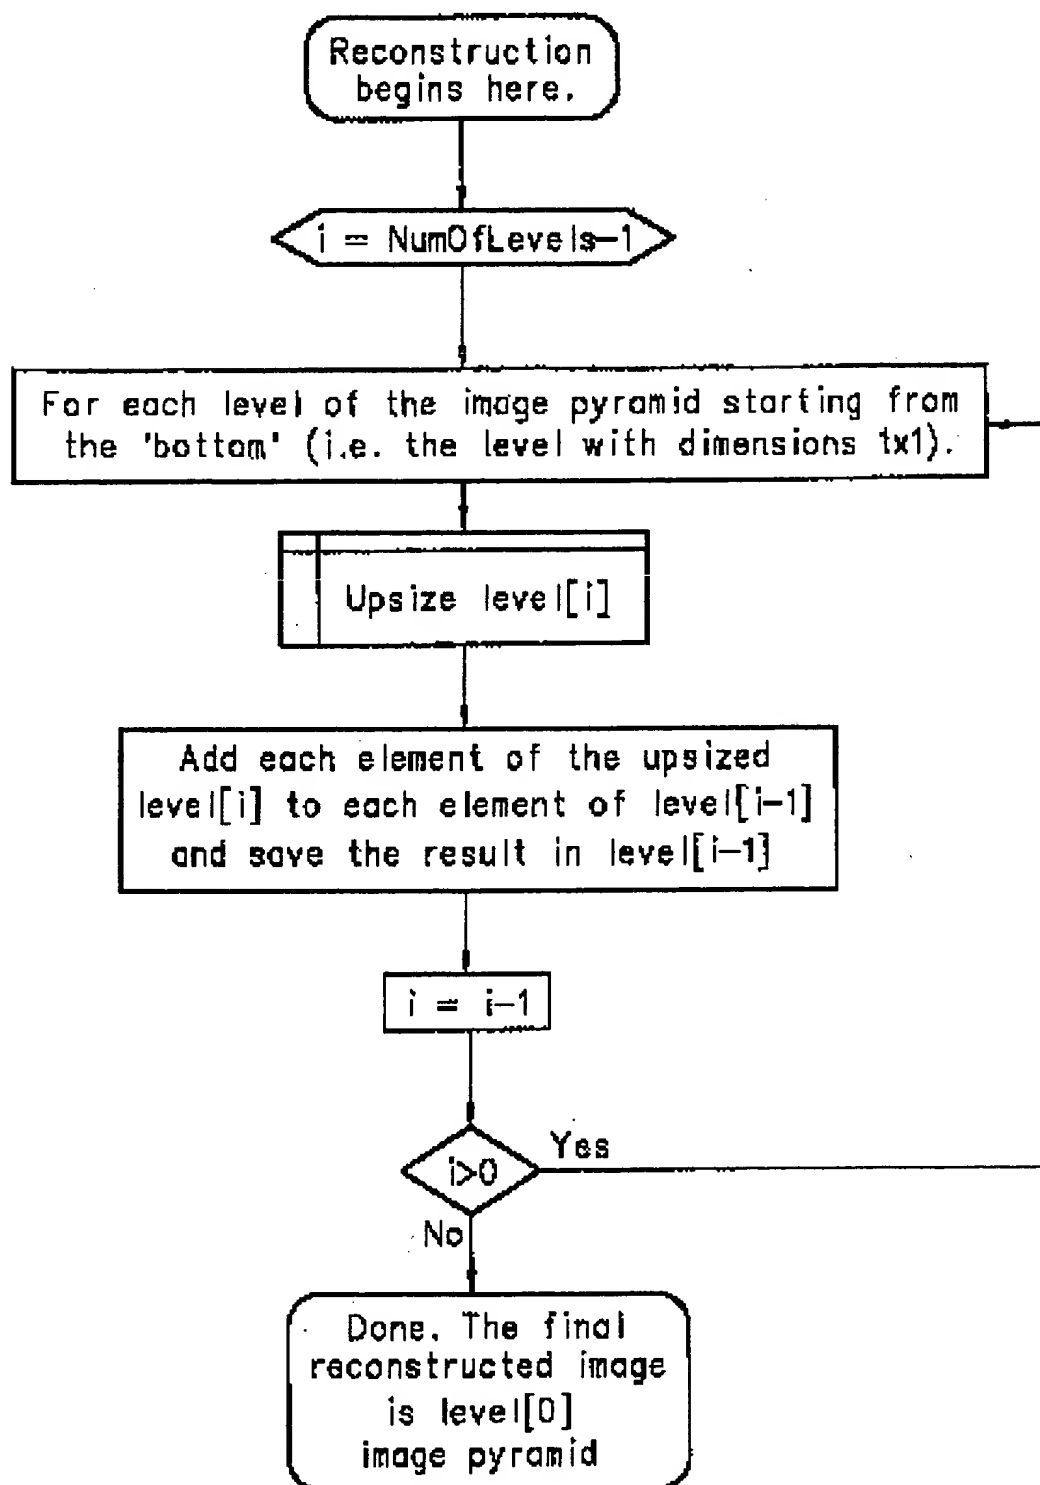 Reconstruction
begins here.
i = NumOfLevels-1
For each level of the image pyramid starting from
the 'bottom' (i.e. the level with dimensions 1x1).
Upsize level[i]
Add each element of the upsized
level[i] to each element of level[i-1]
and save the result in level[i-1]
i = i-1
i>0
Yes
No
Done. The final
reconstructed image
is level[0]
image pyramid